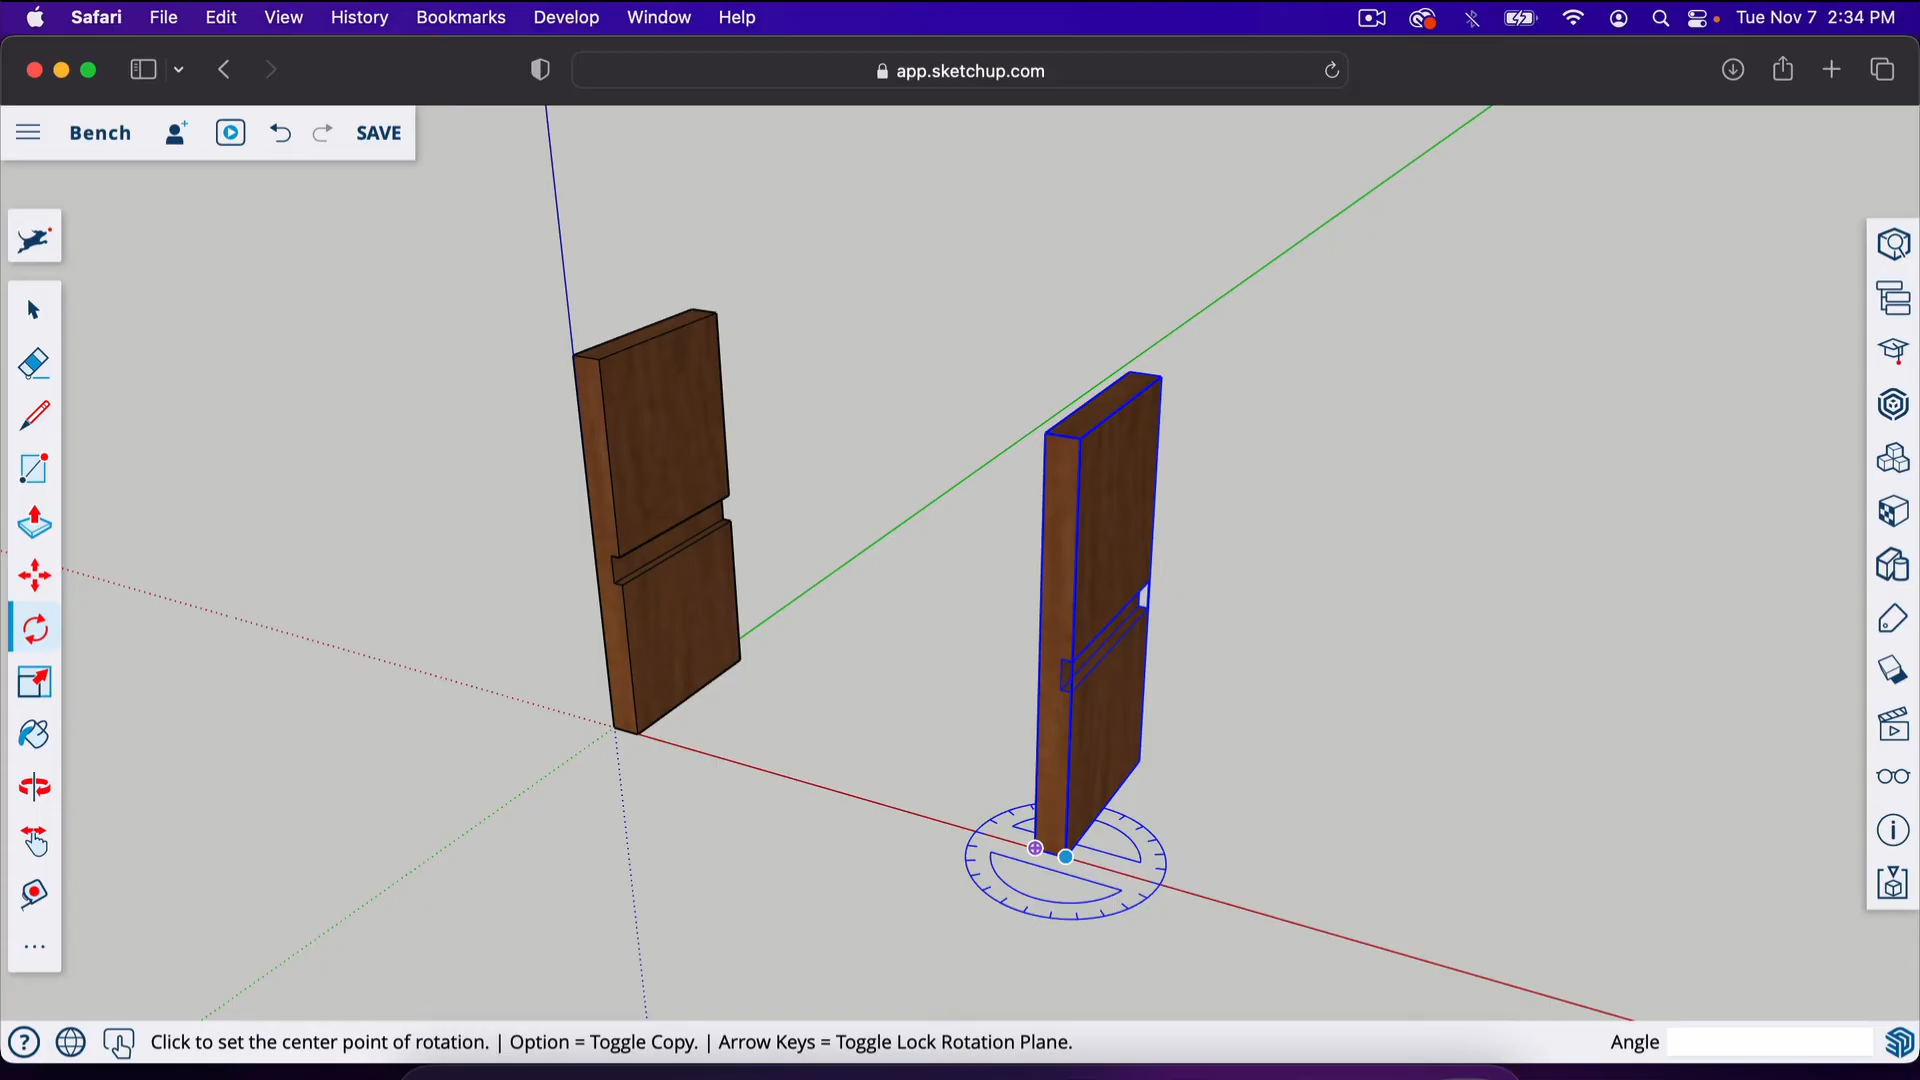 Safari File Edit View History Bookmarks Develop Window Help Tue Nov 7 2:34 PM
app.sketchup.com
Bench SAVE
Click to set the center point of rotation. | Option = Toggle Copy. | Arrow Keys = Toggle Lock Rotation Plane. Angle